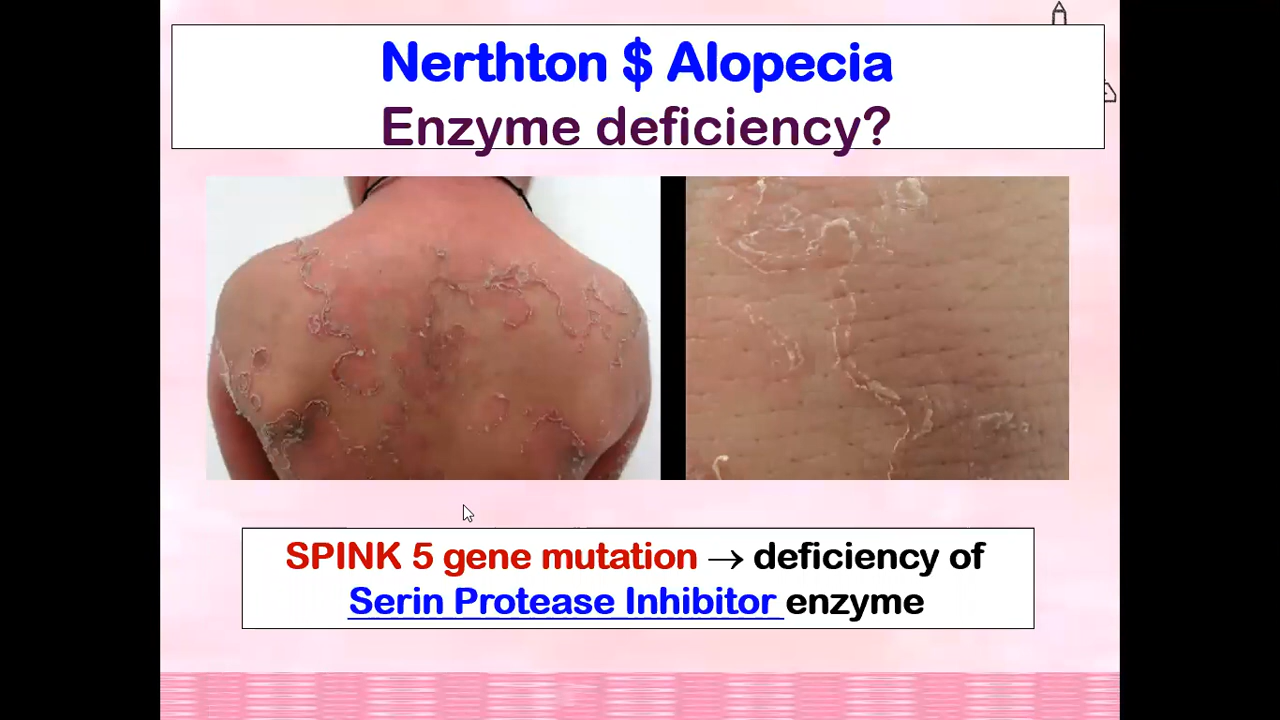 Nerthton $ Alopecia
Enzyme deficiency?
SPINK 5 gene mutation → deficiency of
Serin Protease Inhibitor enzyme